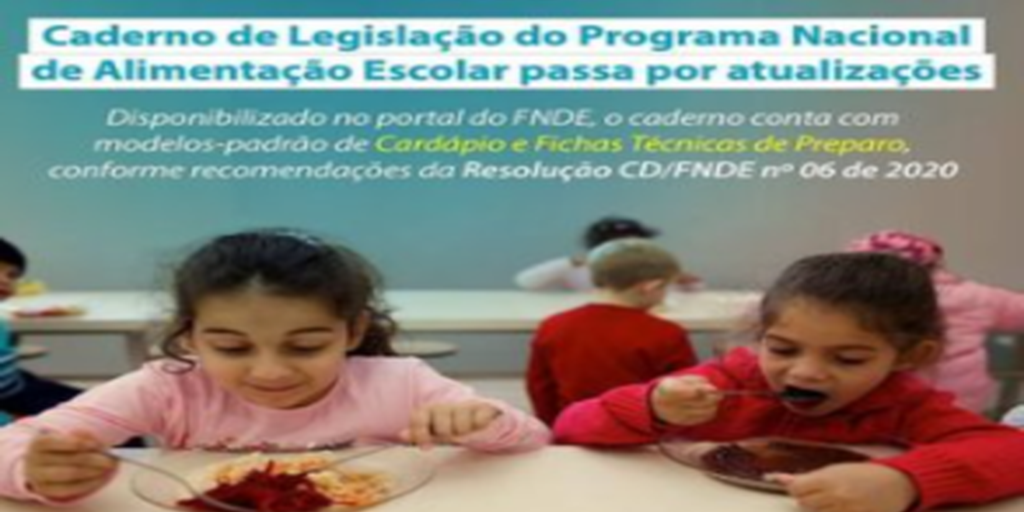 Caderno de Legislação do Programa Nacional
de Alimentação Escolar passa por atualizações
Disponibilizado no portal do FNDE, o caderno conta com
modelos-padrão de Cardápio e Fichas Técnicas de Preparo,
conforme recomendações da Resolução CD/FNDE nº 06 de 2020